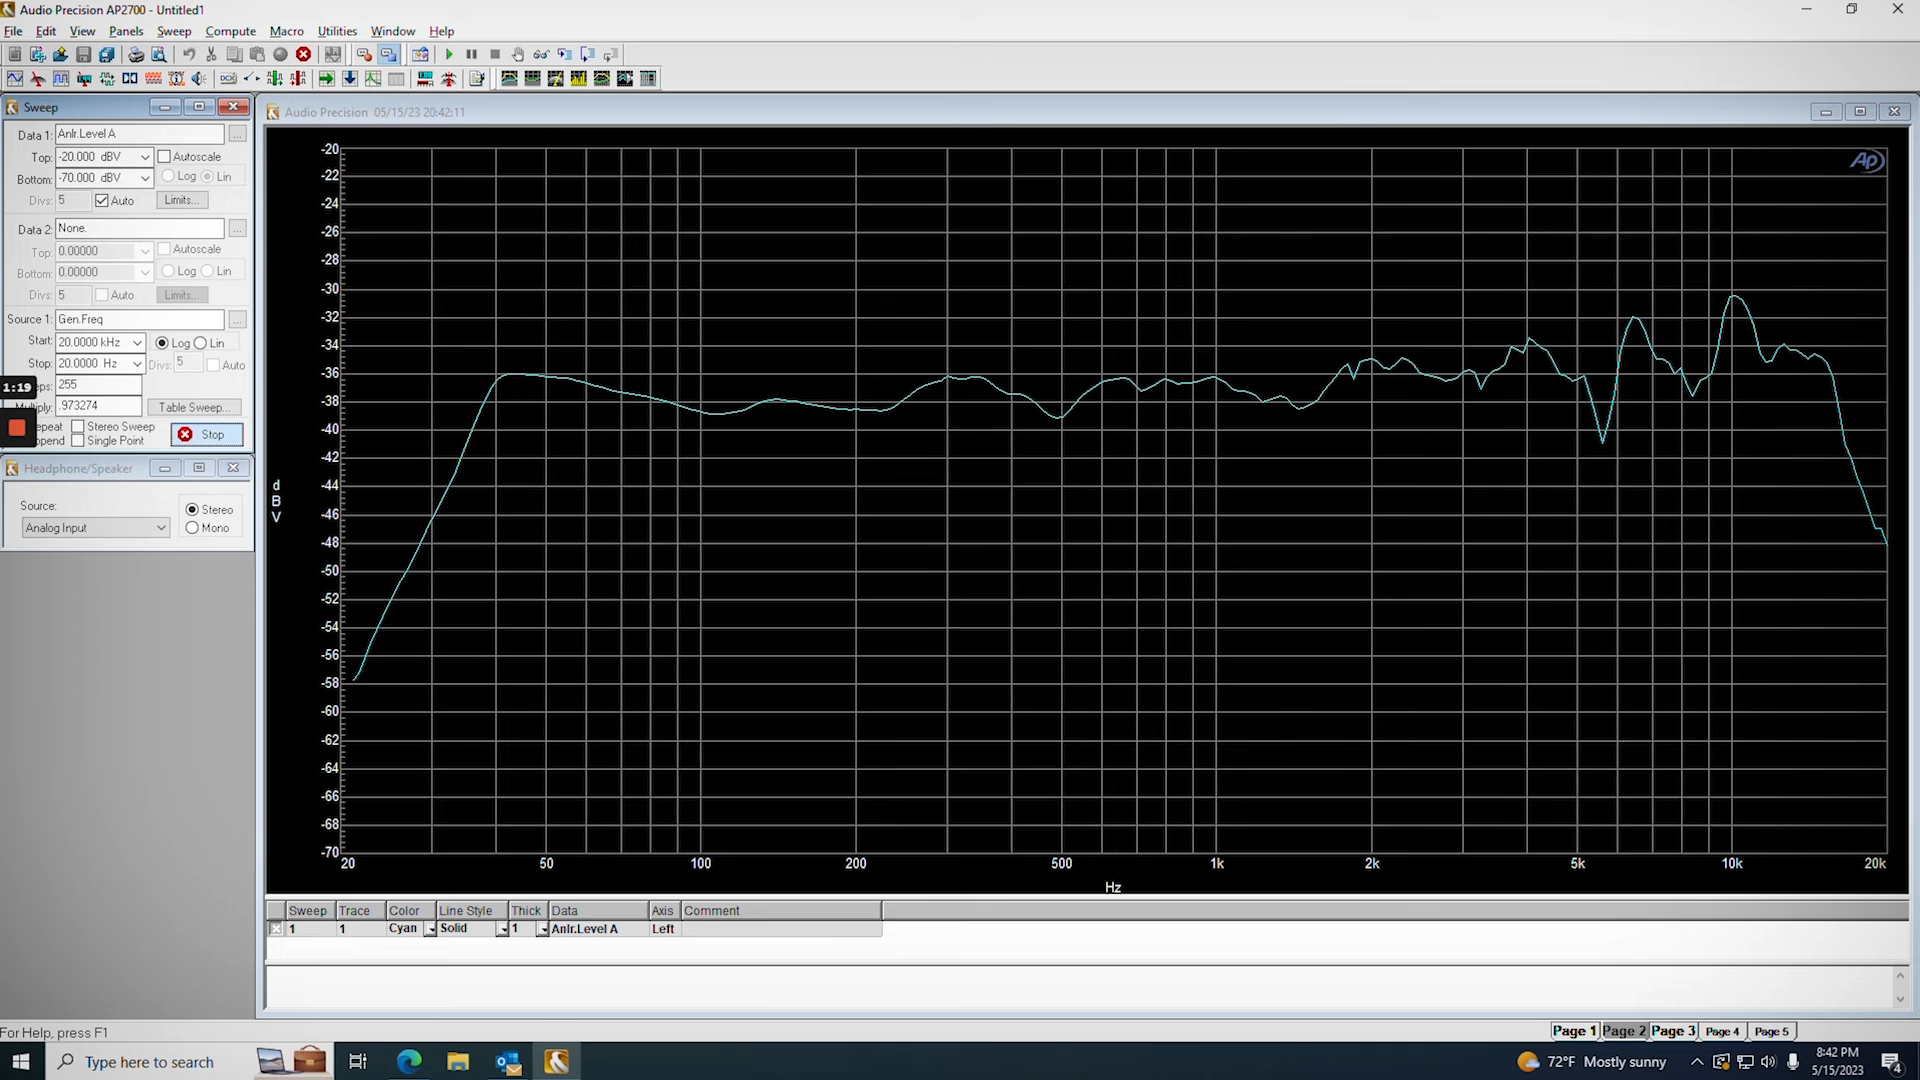 Audio Precision AP2700 - Untitled1
File Edit View Panels Sweep Compute Macro Utilities Window Help
Sweep
Data 1: Anlr.Level A ...
Top: -20.000 dBV Autoscale
Bottom: -70.000 dBV Log Lin
Divs: 5 Auto Limits...
Data 2: None. ...
Top: 0.00000 Autoscale
Bottom: 0.00000 Log Lin
Divs: 5 Auto Limits...
Source 1: Gen.Freq ...
Start: 20.0000 kHz Log Lin
Stop: 20.0000 Hz Divs: 5 Auto
1:19 eps: 255
Multiply: .973274 Table Sweep...
epeat Stereo Sweep
ppend Single Point Stop
Headphone/Speaker
Source:
Analog Input
Stereo
Mono
Audio Precision 05/15/23 20:42:11
Ap
-20
-22
-24
-26
-28
-30
-32
-34
-36
-38
-40
-42
-44
-46
-48
-50
-52
-54
-56
-58
-60
-62
-64
-66
-68
-70
d
B
V
20 50 100 200 500 1k 2k 5k 10k 20k
Hz
Sweep Trace Color Line Style Thick Data Axis Comment
1 1 Cyan Solid 1 Anlr.Level A Left
For Help, press F1
Page 1 Page 2 Page 3 Page 4 Page 5
Type here to search
72°F Mostly sunny
8:42 PM
5/15/2023
4